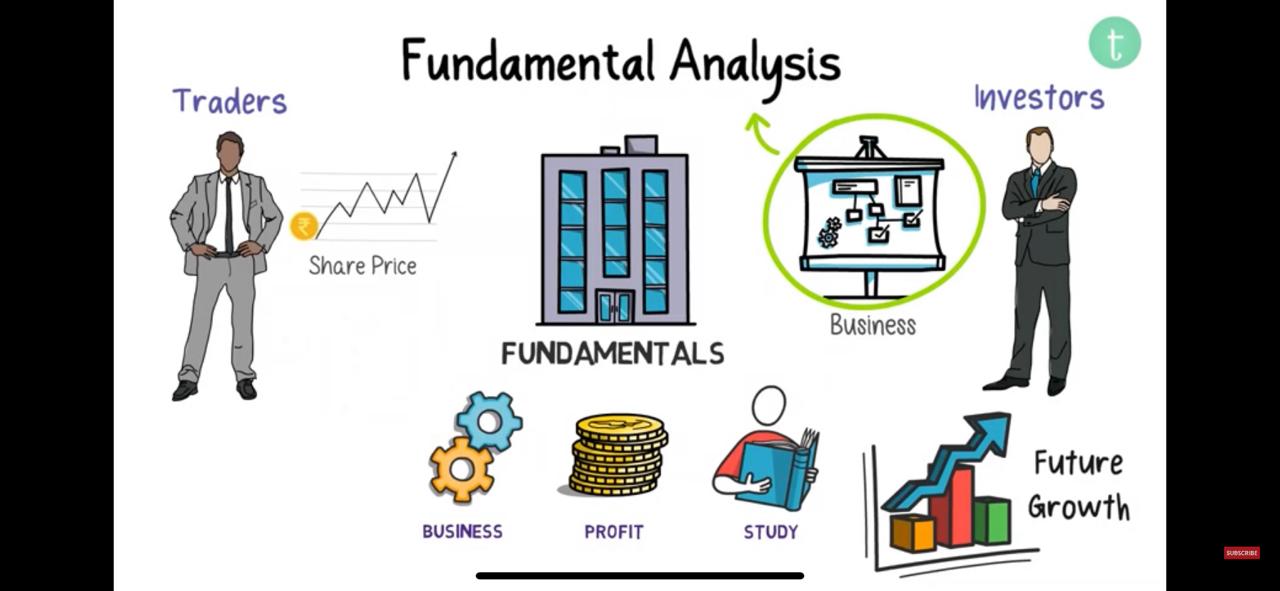 Fundamental Analysis
t
Traders
Investors
₹
Share Price
Business
FUNDAMENTALS
BUSINESS
PROFIT
STUDY
Future
Growth
SUBSCRIBE